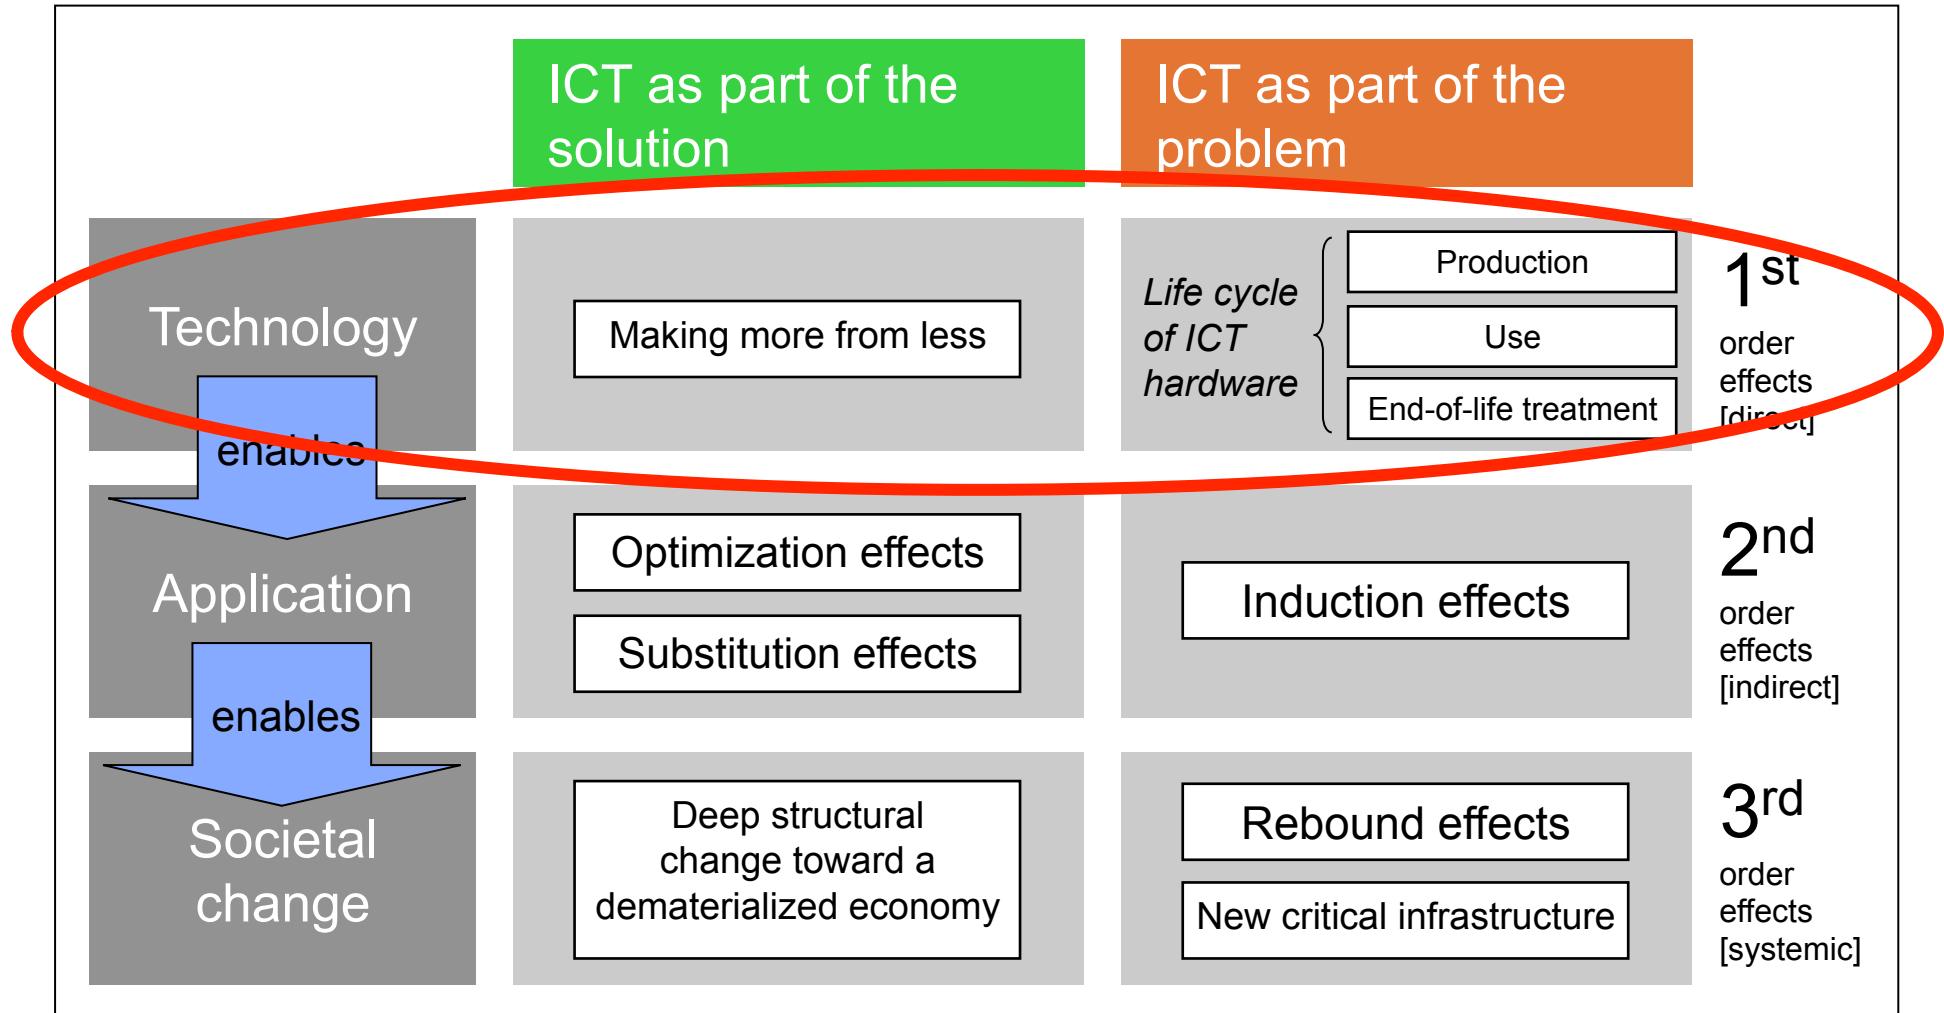 ICT as part of the
solution
ICT as part of the
problem
Technology
Making more from less
Life cycle
of ICT
hardware
Production
Use
End-of-life treatment
1st
order
effects
[direct]
enables
Application
Optimization effects
Substitution effects
Induction effects
2nd
order
effects
[indirect]
enables
Societal
change
Deep structural
change toward a
dematerialized economy
Rebound effects
New critical infrastructure
3rd
order
effects
[systemic]